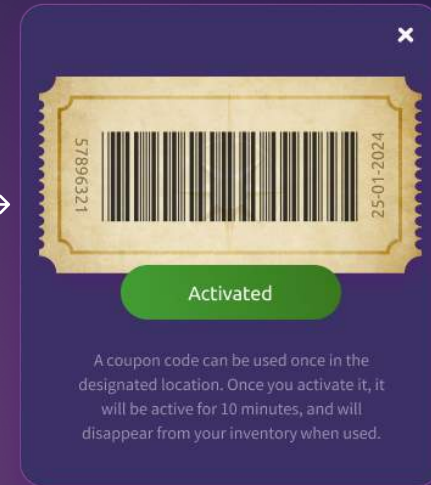 57896321
25-01-2024
Activated
A coupon code can be used once in the
designated location. Once you activate it, it
will be active for 10 minutes, and will
disappear from your inventory when used.